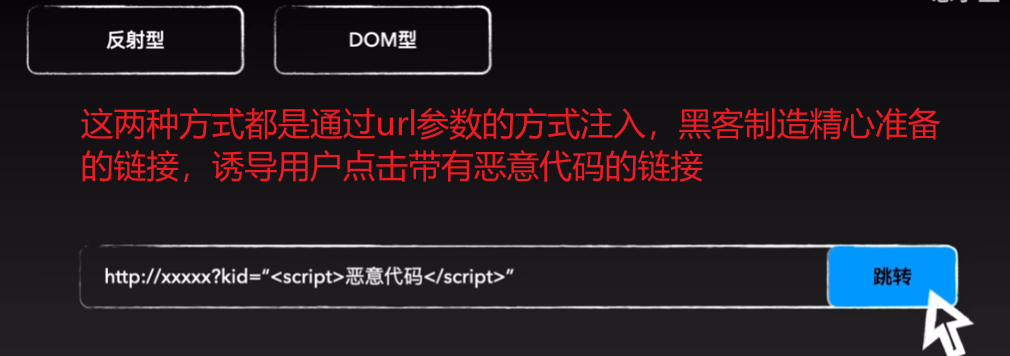 反射型
DOM型
这两种方式都是通过url参数的方式注入，黑客制造精心准备
的链接，诱导用户点击带有恶意代码的链接
http://xxxxx?kid=“<script>恶意代码</script>”
跳转